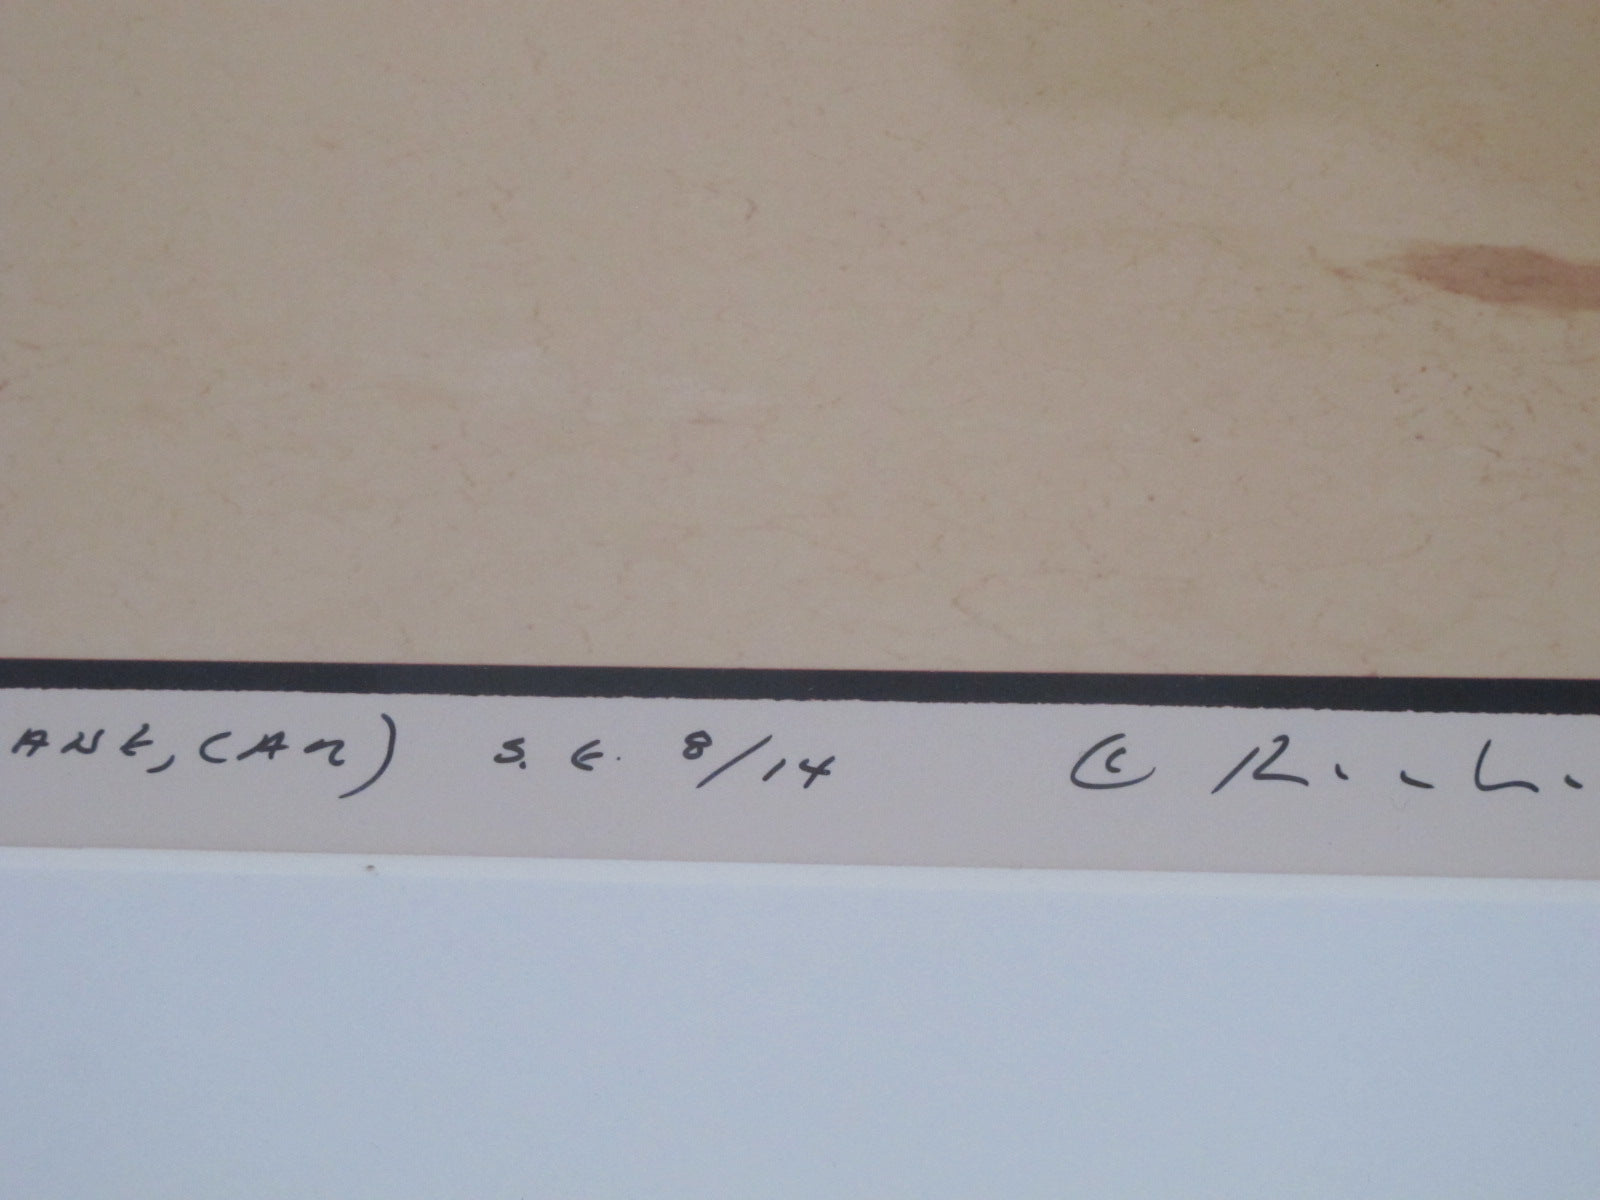 ANE, CAR) S. E. 8/14 ©